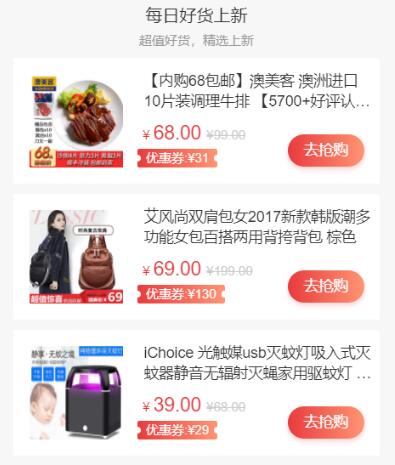 每日好货上新
超值好货，精选上新
【内购68包邮】澳美客 澳洲进口
10片装调理牛排 【5700+好评认…
¥ 68.00 ¥99.00
优惠券 ¥31
去抢购
澳美客
68
艾风尚双肩包女2017新款韩版潮多
功能女包百搭两用背挎背包 棕色
¥ 69.00 ¥199.00
优惠券 ¥130
去抢购
时尚复古双肩
超值惊喜
69
iChoice 光触媒usb灭蚊灯吸入式灭
蚊器静音无辐射灭蝇家用驱蚊灯 …
¥ 39.00 ¥68.00
优惠券 ¥29
去抢购
静享·无蚊之境